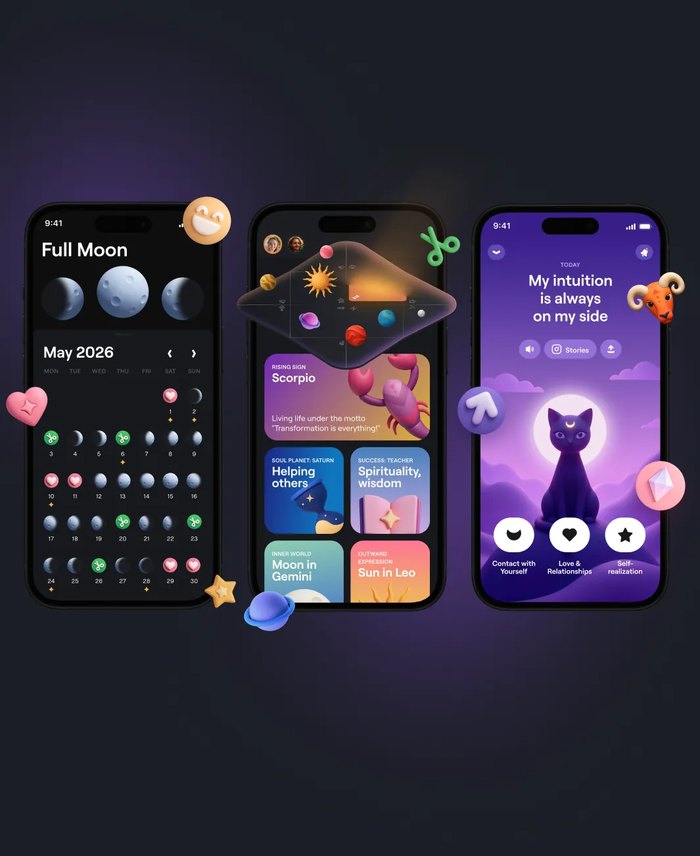 9:41
Full Moon
May 2026
MON TUE WED THU FRI SAT SUN
1 2
3 4 5 6 7 8 9
10 11 12 13 14 15 16
17 18 19 20 21 22 23
24 25 26 27 28 29 30
RISING SIGN
Scorpio
Living life under the motto
"Transformation is everything!"
SOUL PLANET: SATURN
Helping
others
SUCCESS: TEACHER
Spirituality,
wisdom
INNER WORLD
Moon in
Gemini
OUTWARD
EXPRESSION
Sun in Leo
9:41
TODAY
My intuition
is always
on my side
Stories
Contact with
Yourself
Love &
Relationships
Self-
realization